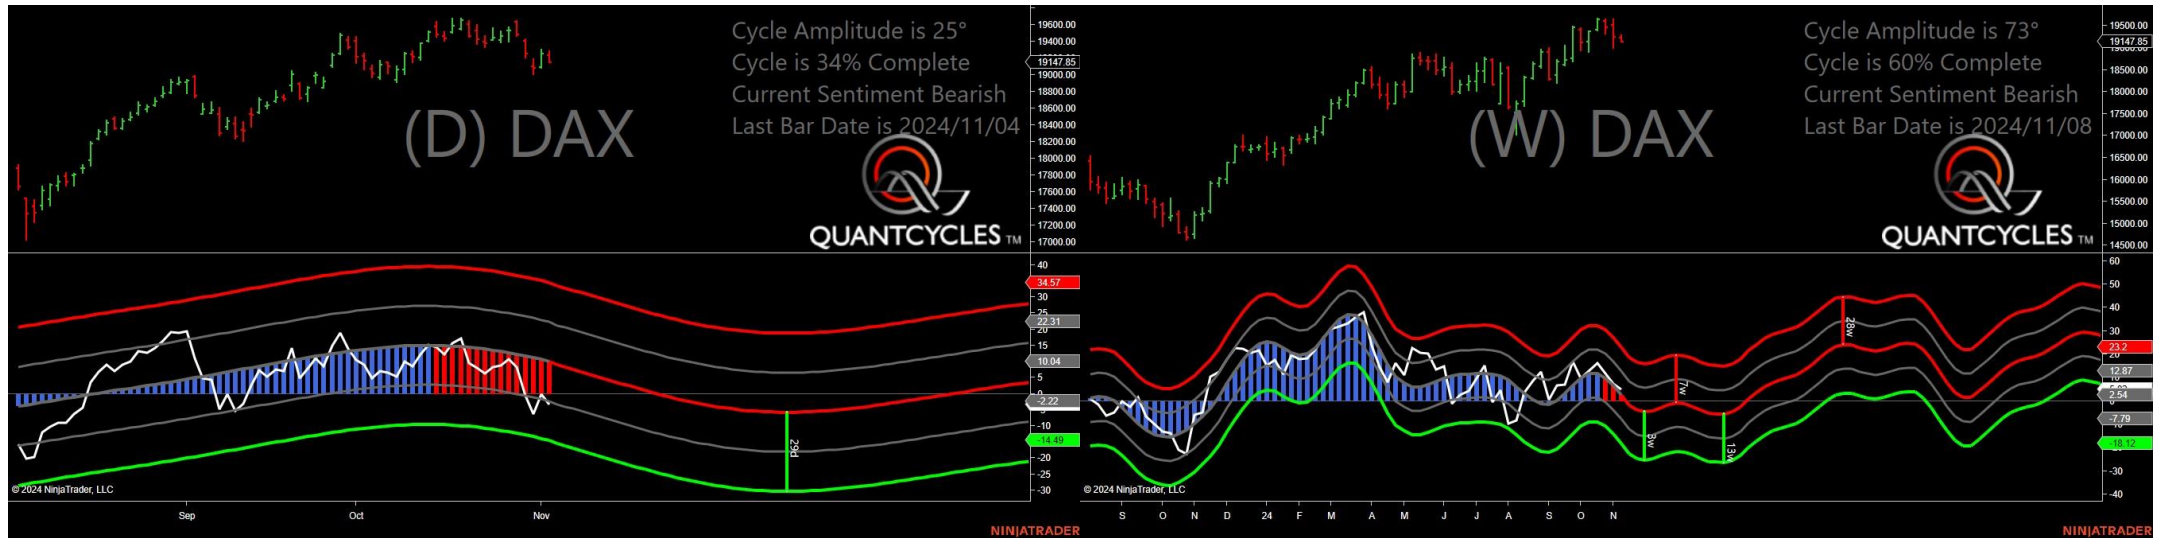 Cycle Amplitude is 25°
Cycle is 34% Complete
Current Sentiment Bearish
Last Bar Date is 2024/11/04
(D) DAX
QUANTCYCLES TM
19600.00
19400.00
19147.85
19000.00
18800.00
18600.00
18400.00
18200.00
18000.00
17800.00
17600.00
17400.00
17200.00
17000.00
40
34.57
30
25
22.31
20
15
10.04
5
-2.22
-10
-14.49
-20
-25
-30
29d
© 2024 NinjaTrader, LLC
Sep Oct Nov
NINJATRADER
Cycle Amplitude is 73°
Cycle is 60% Complete
Current Sentiment Bearish
Last Bar Date is 2024/11/08
(W) DAX
QUANTCYCLES TM
19500.00
19147.85
18500.00
18000.00
17500.00
17000.00
16500.00
16000.00
15500.00
15000.00
14500.00
60
50
40
30
23.2
12.87
2.54
-7.79
-18.12
-30
-40
28w
7w
13w
© 2024 NinjaTrader, LLC
S O N D 24 F M A M J J A S O N
NINJATRADER